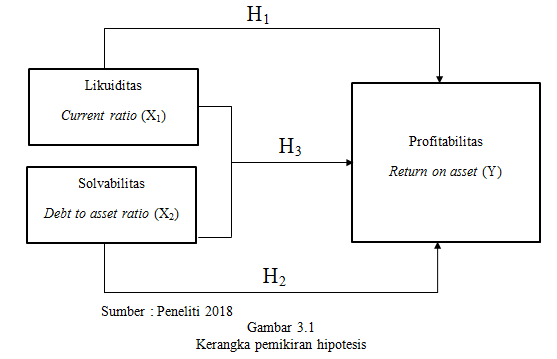 H₁
Likuiditas
Current ratio (X₁)
H₃
Profitabilitas
Return on asset (Y)
Solvabilitas
Debt to asset ratio (X₂)
H₂
Sumber : Peneliti 2018
Gambar 3.1
Kerangka pemikiran hipotesis